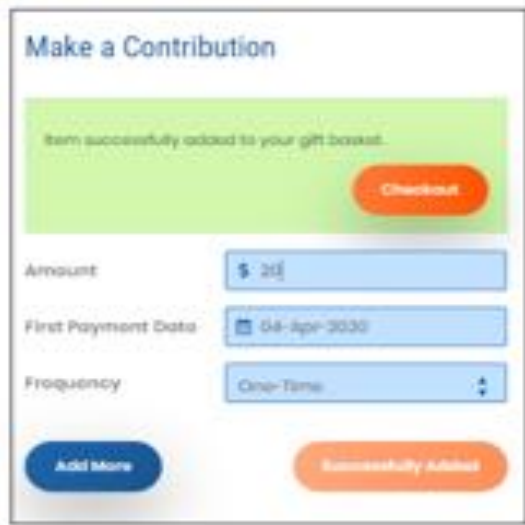 Make a Contribution
Item successfully added to your gift basket.
Checkout
Amount
$ 20
First Payment Date
04-Apr-2020
Frequency
One-Time
Add More
Successfully Added